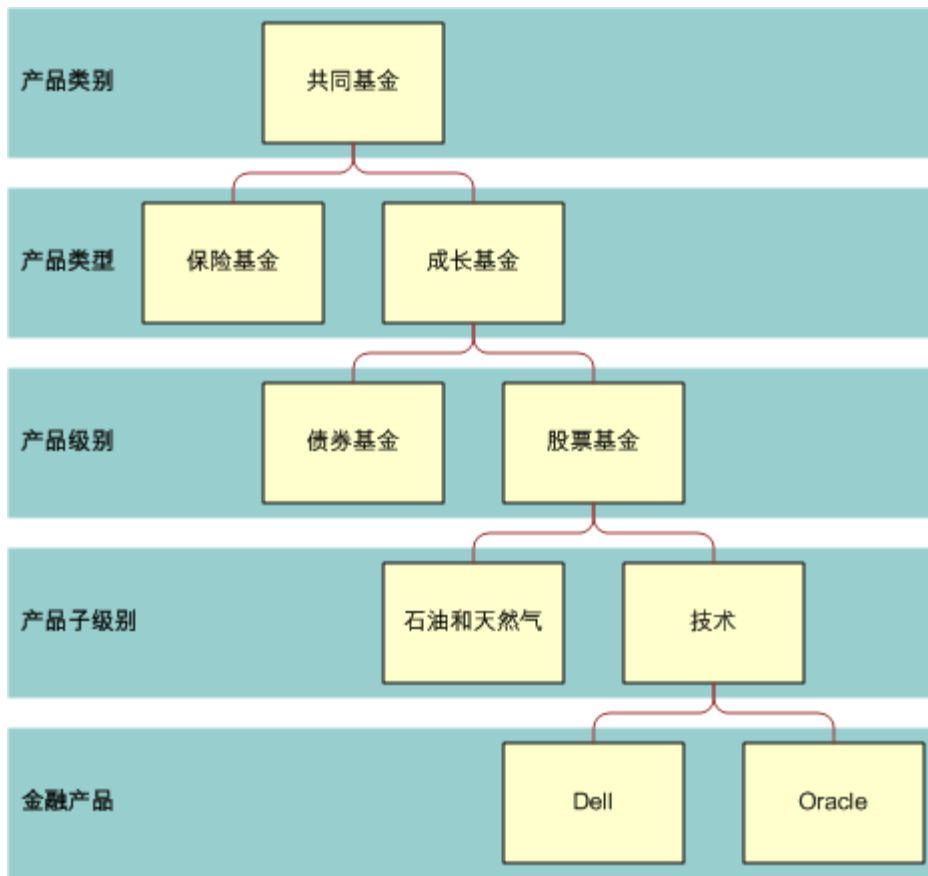 产品类别
共同基金
产品类型
保险基金
成长基金
产品级别
债券基金
股票基金
产品子级别
石油和天然气
技术
金融产品
Dell
Oracle